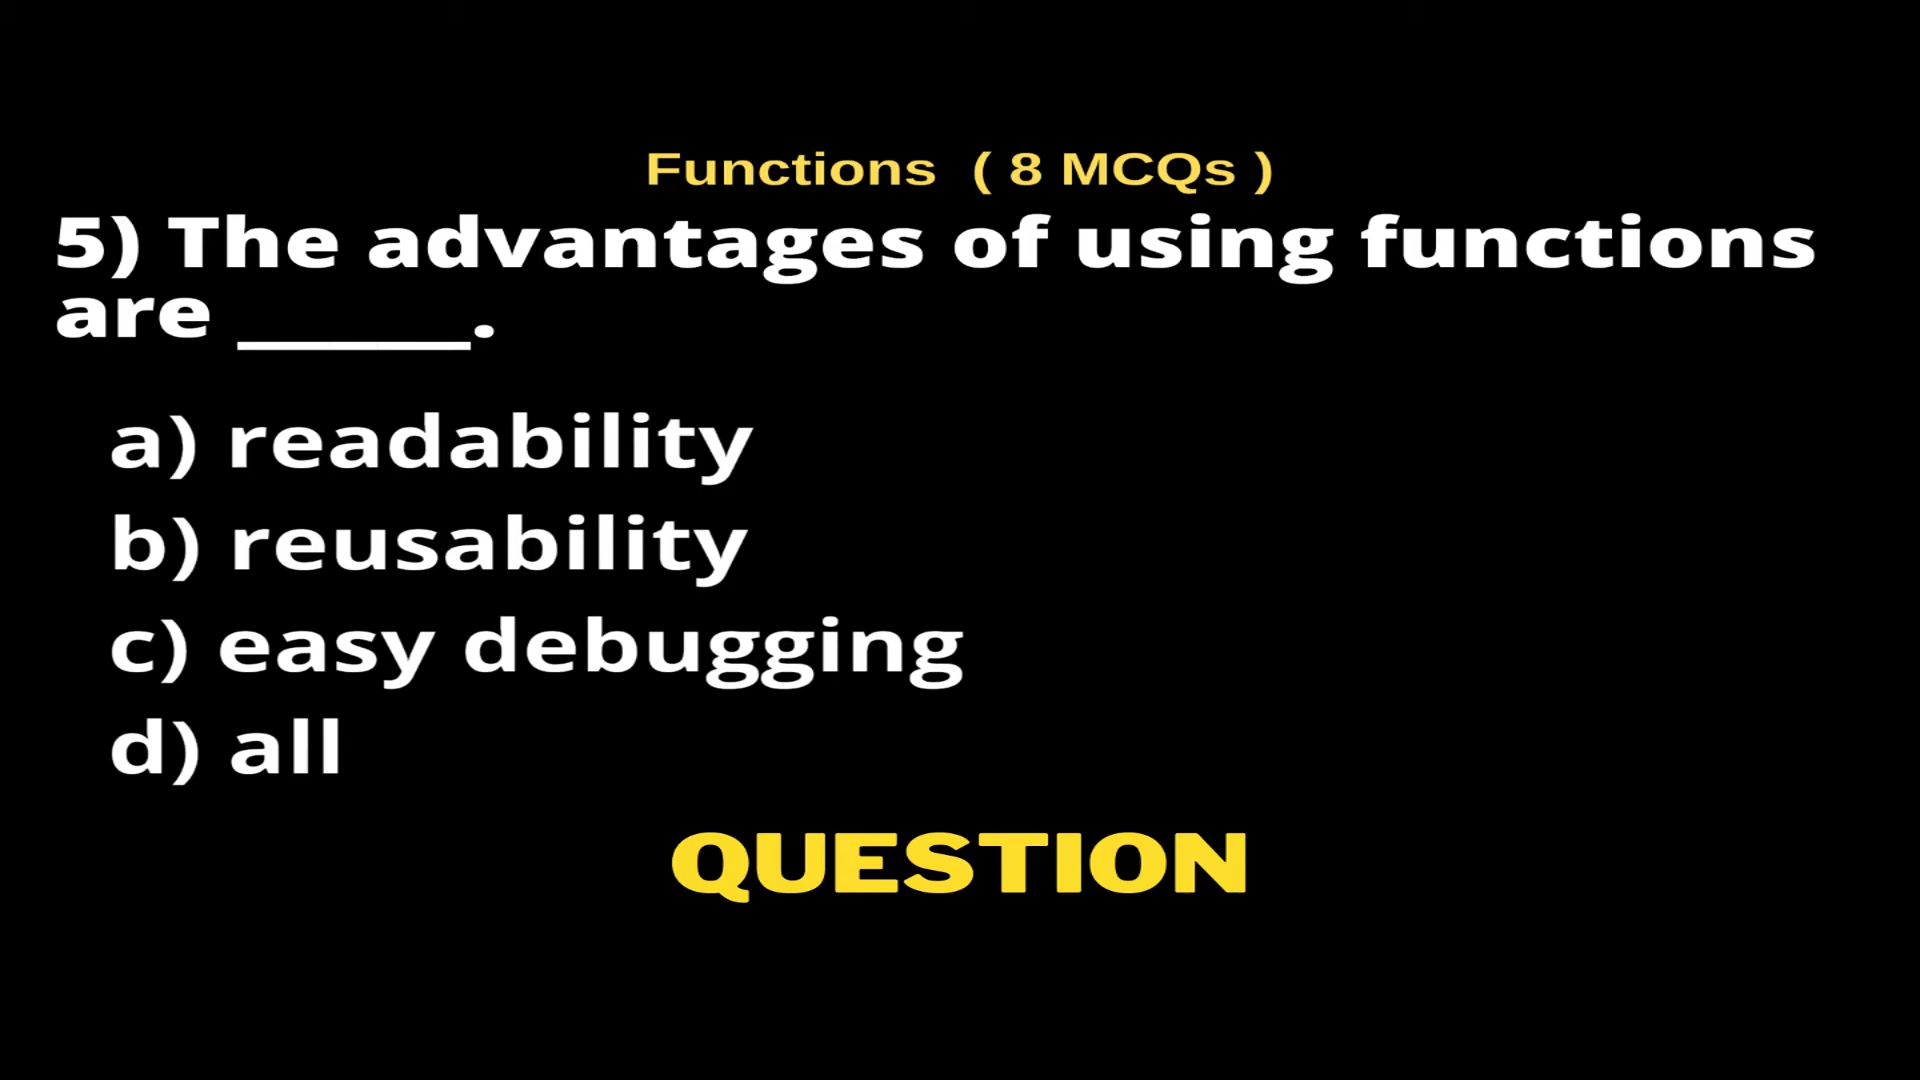 Functions ( 8 MCQs )
5) The advantages of using functions
are ______.
a) readability
b) reusability
c) easy debugging
d) all
QUESTION